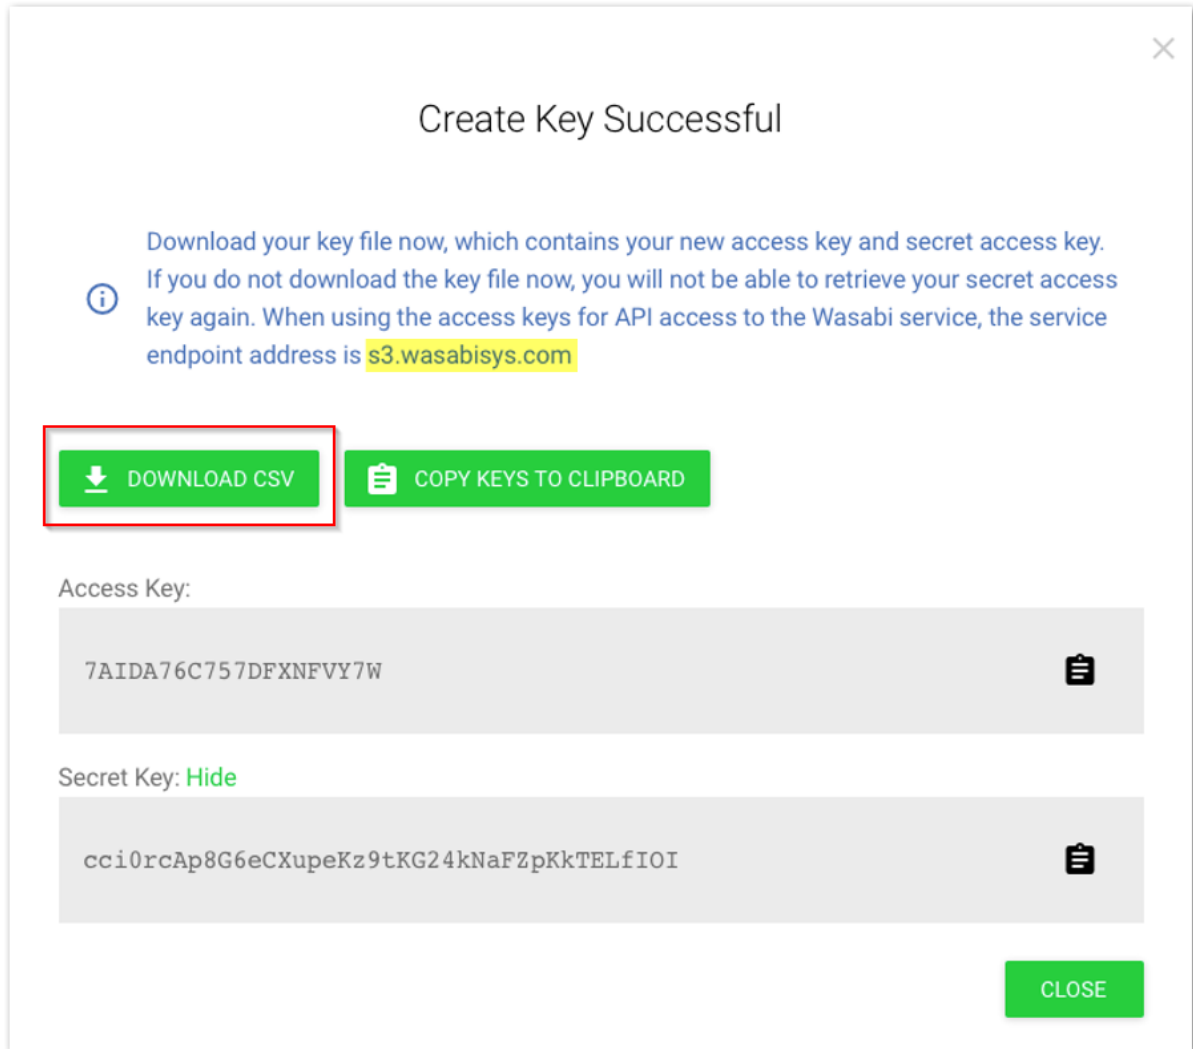 Create Key Successful
Download your key file now, which contains your new access key and secret access key.
If you do not download the key file now, you will not be able to retrieve your secret access
key again. When using the access keys for API access to the Wasabi service, the service
endpoint address is s3.wasabisys.com
DOWNLOAD CSV
COPY KEYS TO CLIPBOARD
Access Key:
7AIDA76C757DFXNFVY7W
Secret Key: Hide
cci0rcAp8G6eCXupeKz9tKG24kNaFZpKkTELfIOI
CLOSE